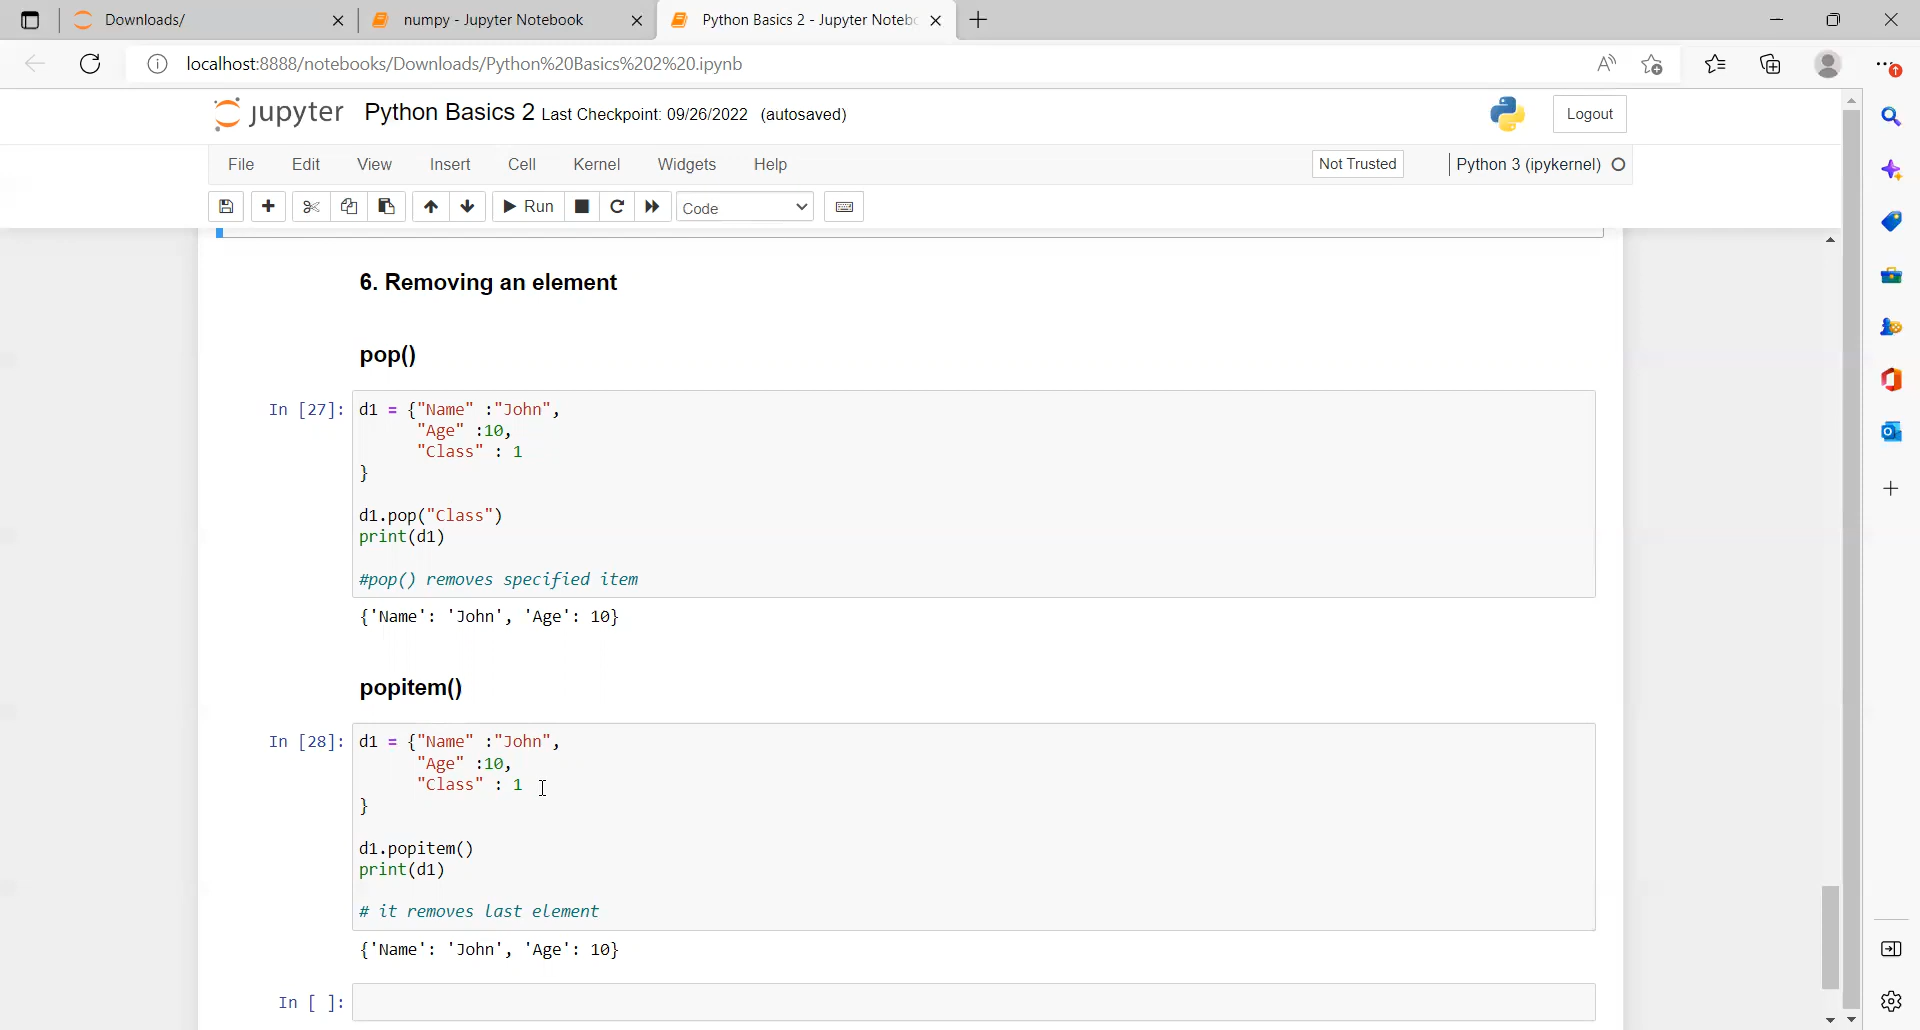 Downloads/
numpy - Jupyter Notebook
Python Basics 2 - Jupyter Noteb
localhost:8888/notebooks/Downloads/Python%20Basics%202%20.ipynb
jupyter Python Basics 2 Last Checkpoint: 09/26/2022 (autosaved)
Logout
File Edit View Insert Cell Kernel Widgets Help
Not Trusted
Python 3 (ipykernel)
Run
Code
6. Removing an element
pop()
In [27]: d1 = {"Name" :"John",
"Age" :10,
"Class" : 1
}
d1.pop("Class")
print(d1)
#pop() removes specified item
{'Name': 'John', 'Age': 10}
popitem()
In [28]: d1 = {"Name" :"John",
"Age" :10,
"Class" : 1
}
d1.popitem()
print(d1)
# it removes last element
{'Name': 'John', 'Age': 10}
In [ ]: